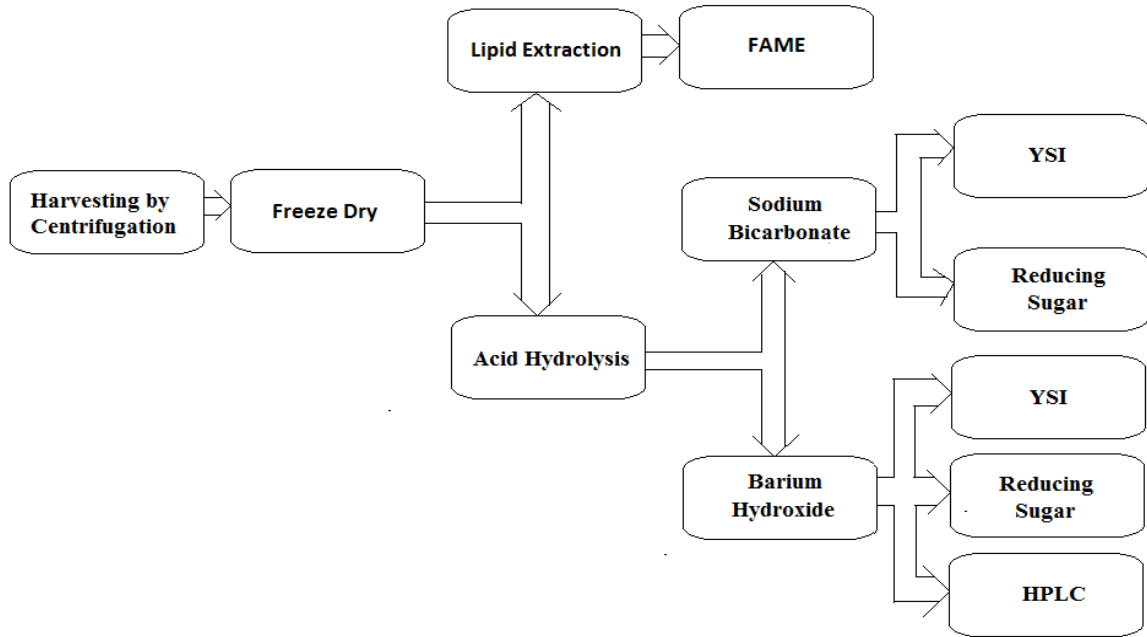 Lipid Extraction
FAME
Harvesting by
Centrifugation
Freeze Dry
Acid Hydrolysis
Sodium
Bicarbonate
YSI
Reducing
Sugar
Barium
Hydroxide
YSI
Reducing
Sugar
HPLC